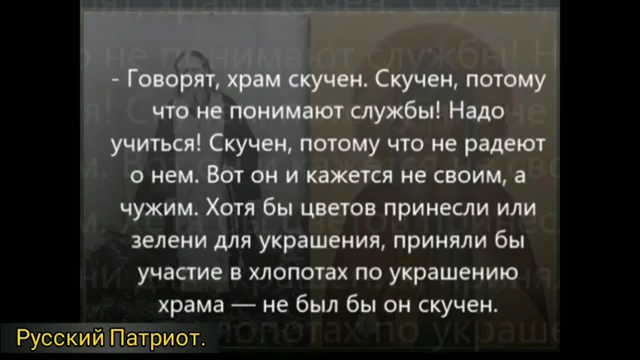 - Говорят, храм скучен. Скучен, потому
что не понимают службы! Надо
учиться! Скучен, потому что не радеют
о нем. Вот он и кажется не своим, а
чужим. Хотя бы цветов принесли или
зелени для украшения, приняли бы
участие в хлопотах по украшению
храма — не был бы он скучен.
Русский Патриот.